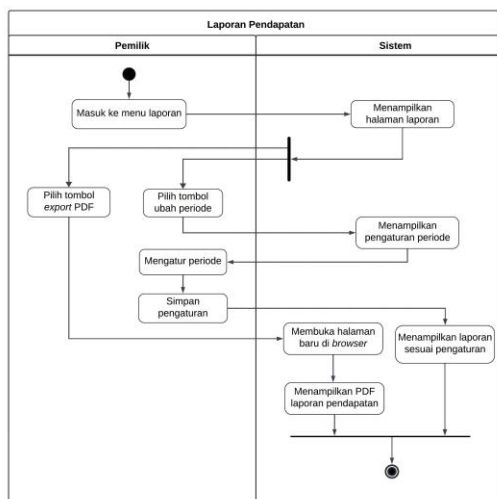 Laporan Pendapatan
Pemilik
Sistem
Masuk ke menu laporan
Menampilkan
halaman laporan
Pilih tombol
export PDF
Pilih tombol
ubah periode
Menampilkan
pengaturan periode
Mengatur periode
Simpan
pengaturan
Membuka halaman
baru di browser
Menampilkan laporan
sesuai pengaturan
Menampilkan PDF
laporan pendapatan